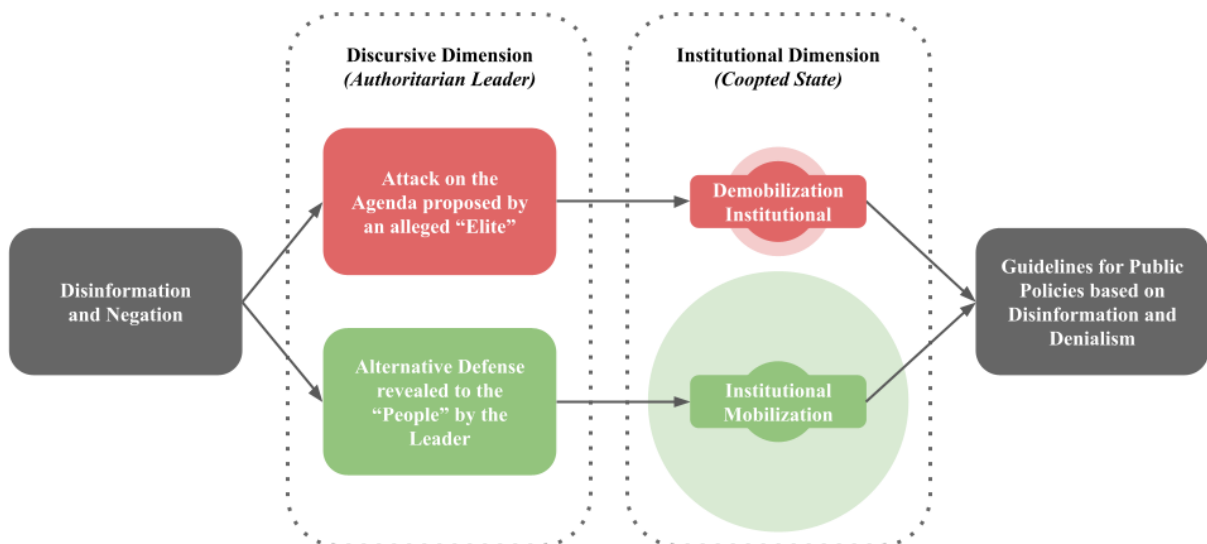 Discursive Dimension
(Authoritarian Leader)
Institutional Dimension
(Coopted State)
Disinformation
and Negation
Attack on the
Agenda proposed by
an alleged “Elite”
Demobilization
Institutional
Alternative Defense
revealed to the
“People” by the
Leader
Institutional
Mobilization
Guidelines for Public
Policies based on
Disinformation and
Denialism